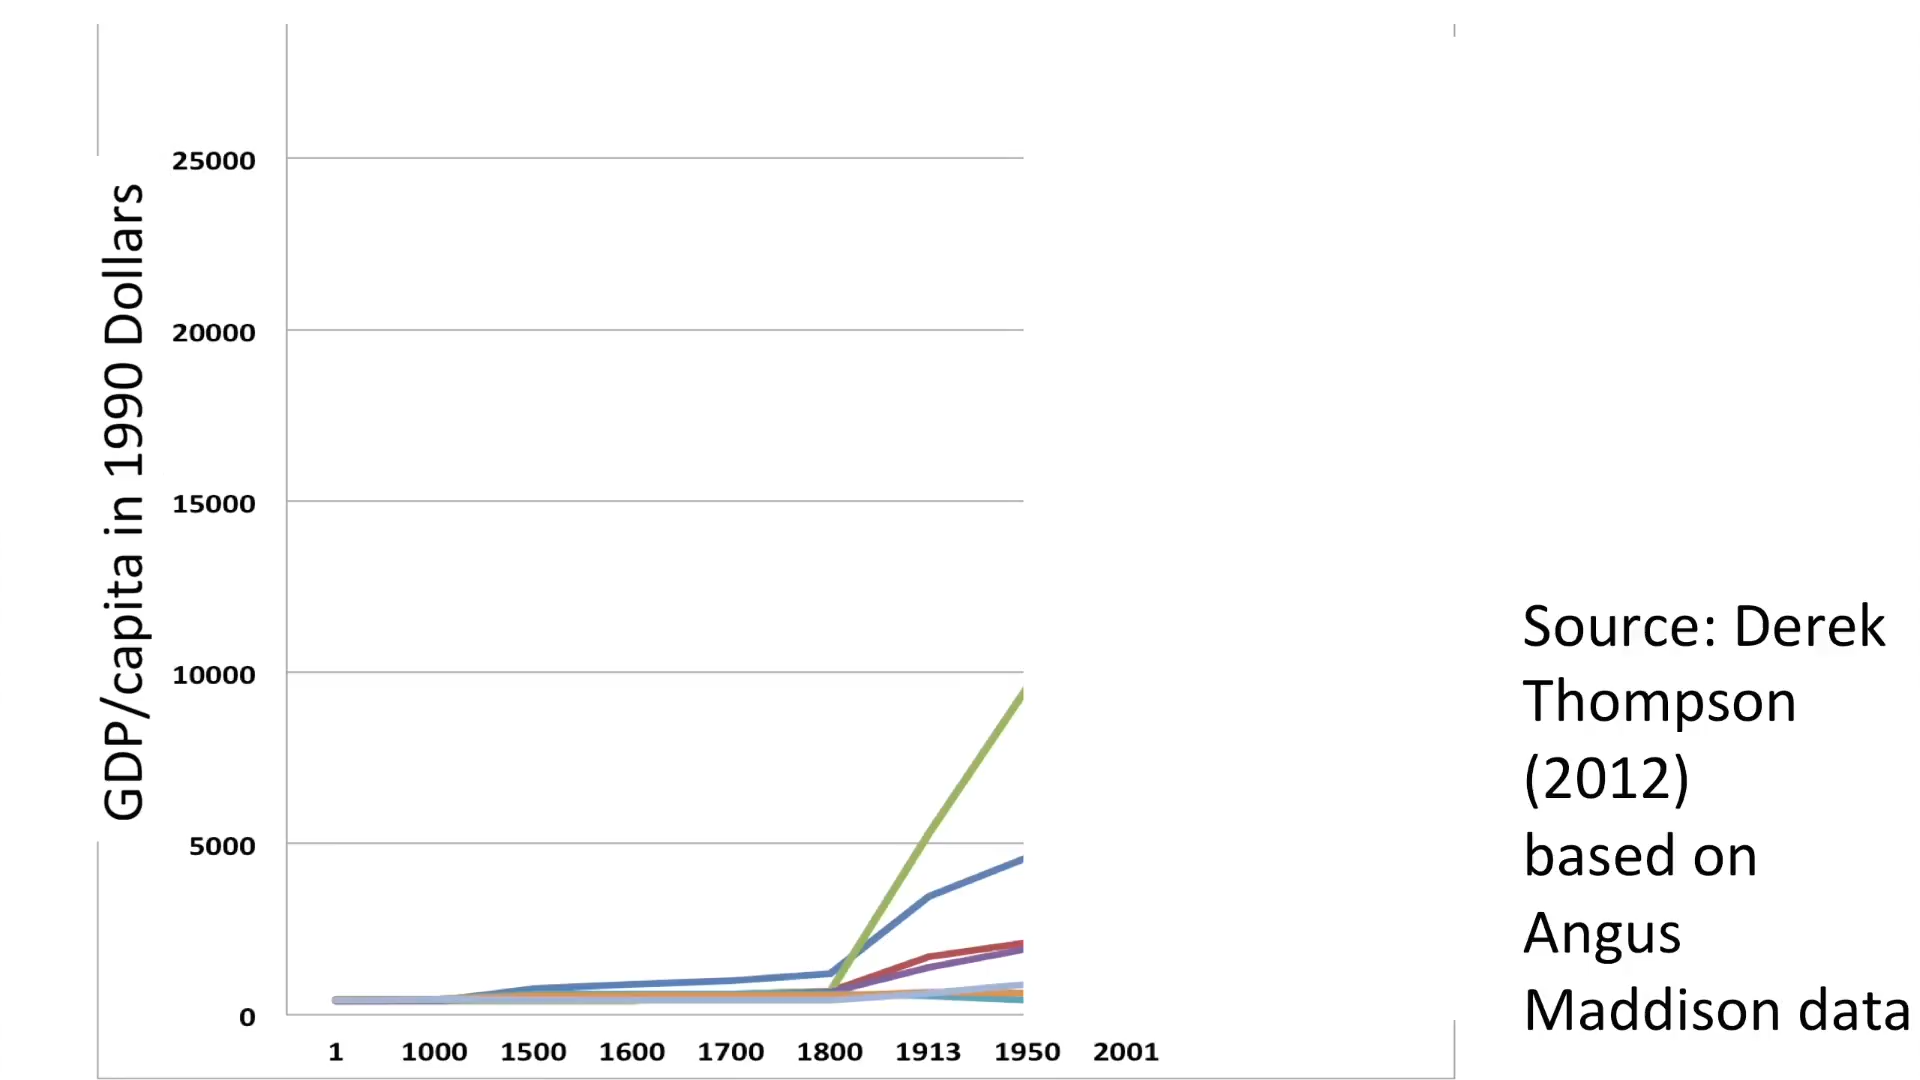 GDP/capita in 1990 Dollars
25000
20000
15000
10000
5000
0
1 1000 1500 1600 1700 1800 1913 1950 2001
Source: Derek
Thompson
(2012)
based on
Angus
Maddison data